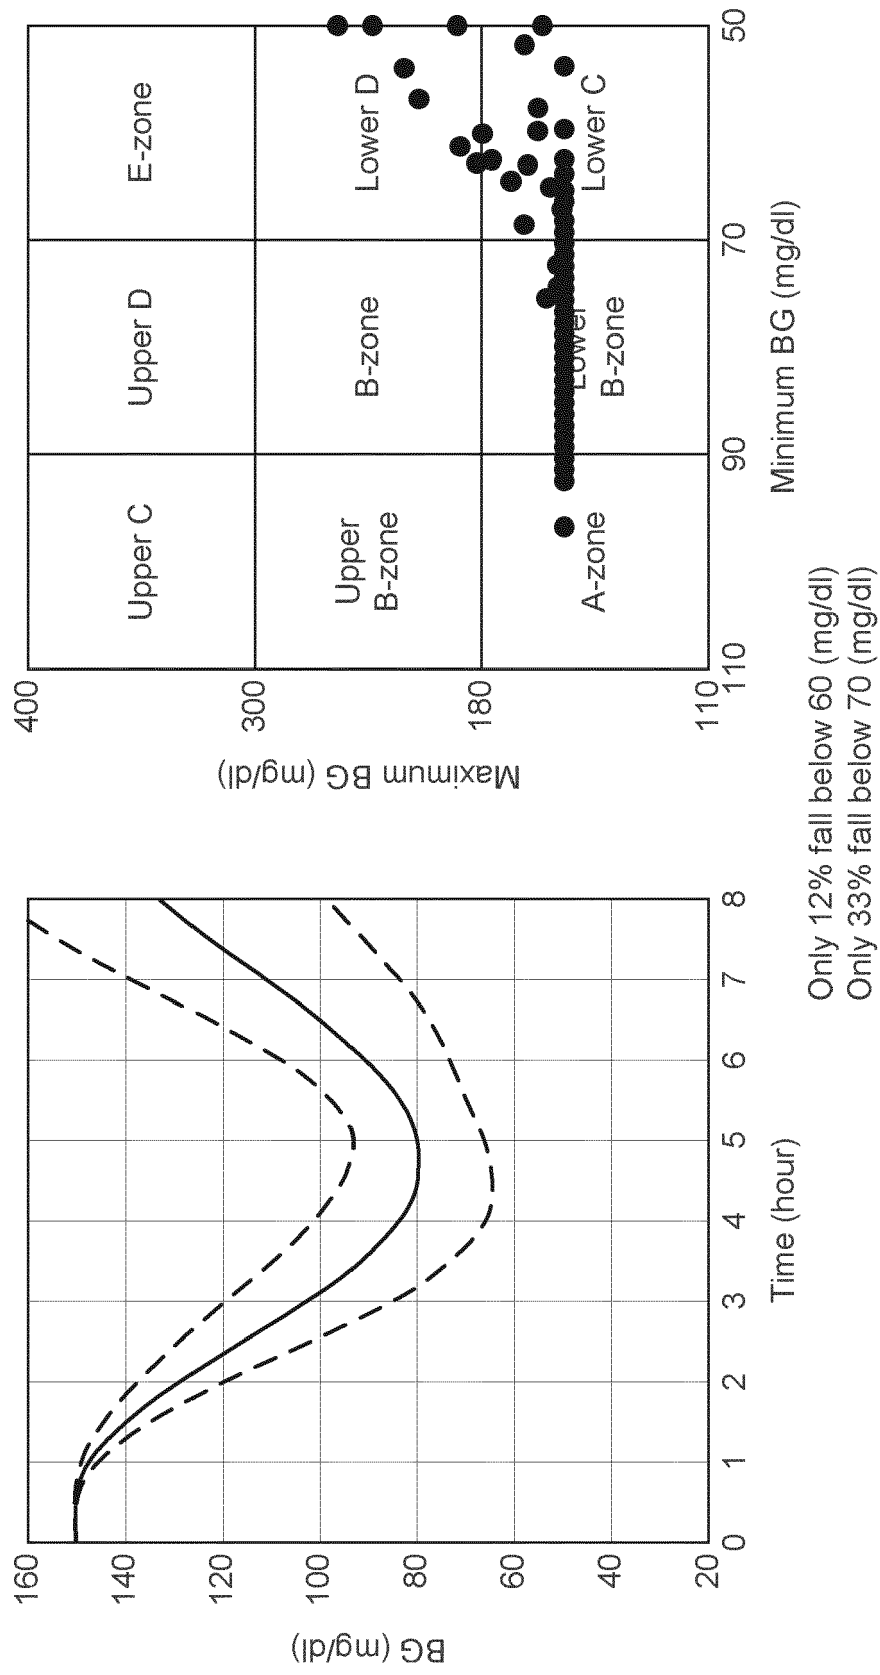 160
140
120
100
80
60
40
20
BG (mg/dl)
0
1
2
3
4
5
6
7
8
Time (hour)
400
300
180
110
Maximum BG (mg/dl)
Upper C
Upper D
E-zone
Upper
B-zone
B-zone
Lower D
A-zone
Lower
B-zone
Lower C
110
90
70
50
Minimum BG (mg/dl)
Only 12% fall below 60 (mg/dl)
Only 33% fall below 70 (mg/dl)